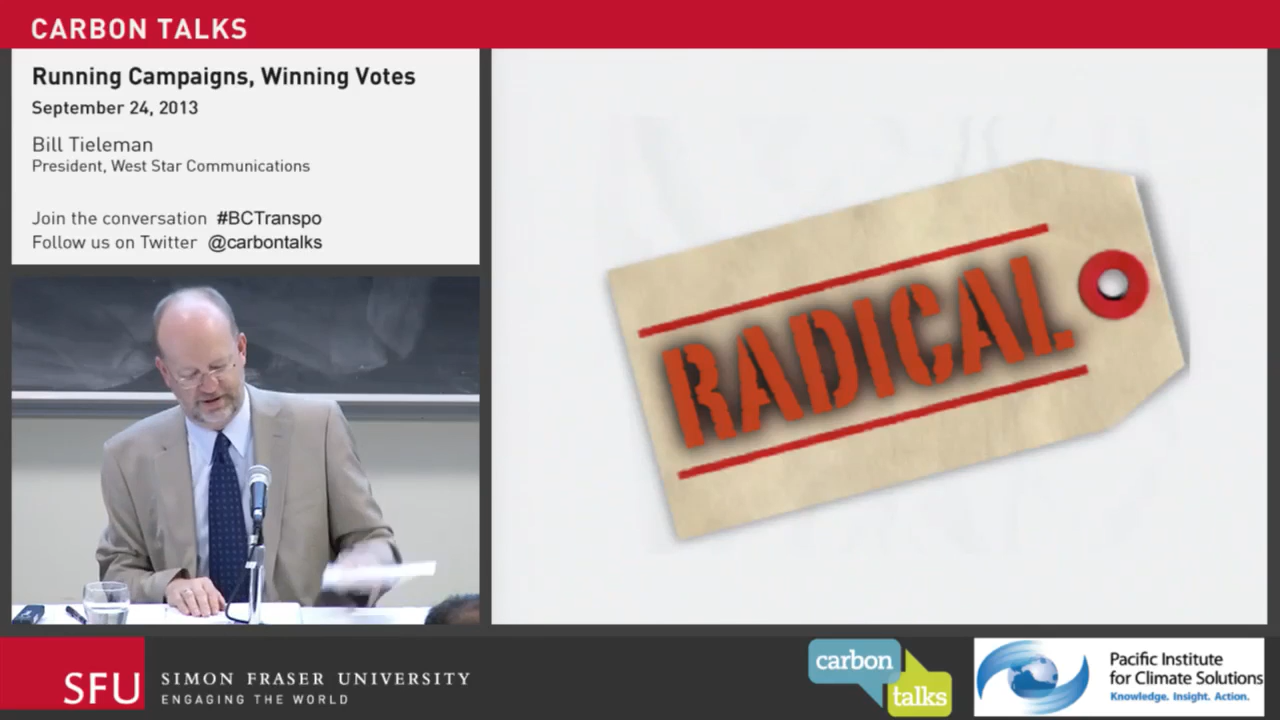 CARBON TALKS
Running Campaigns, Winning Votes
September 24, 2013
Bill Tieleman
President, West Star Communications
Join the conversation #BCTranspo
Follow us on Twitter @carbontalks
RADICAL
SFU
SIMON FRASER UNIVERSITY
ENGAGING THE WORLD
carbon
talks
Pacific Institute
for Climate Solutions
Knowledge. Insight. Action.